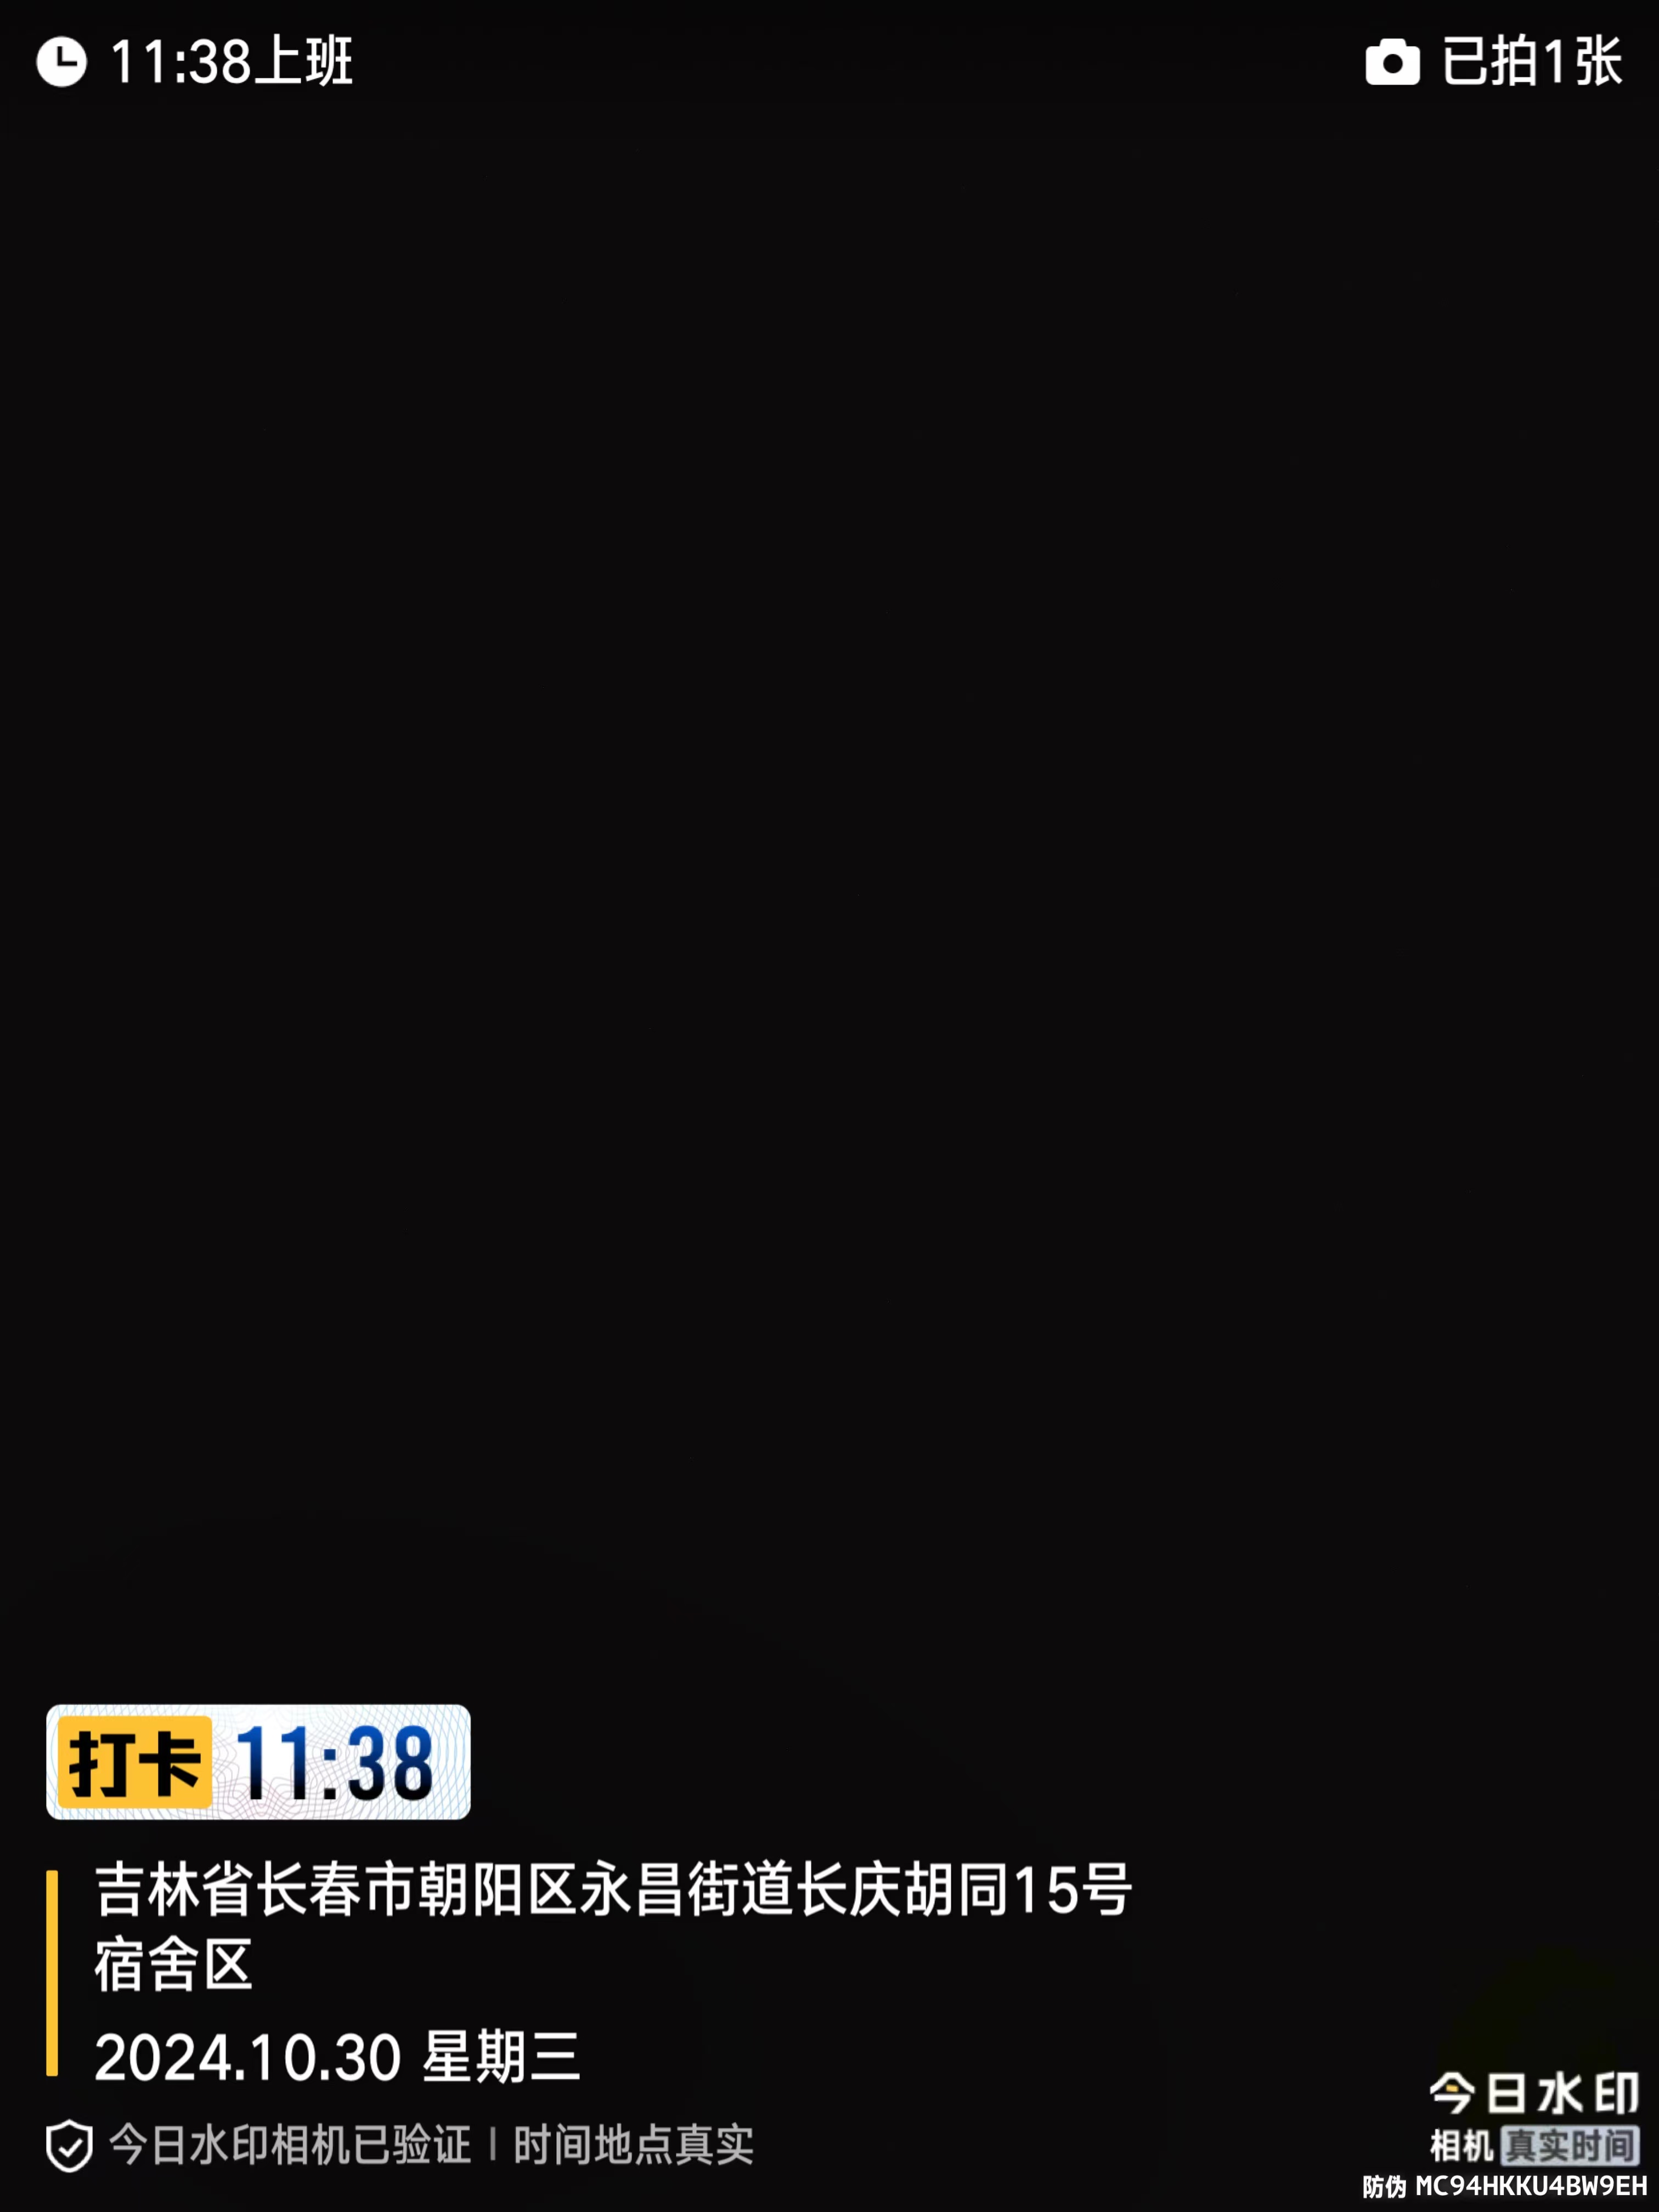 11:38上班
已拍1张
打卡 11:38
吉林省长春市朝阳区永昌街道长庆胡同15号
宿舍区
2024.10.30 星期三
今日水印相机已验证 | 时间地点真实
今日水印
相机 真实时间
防伪 MC94HKKU4BW9EH